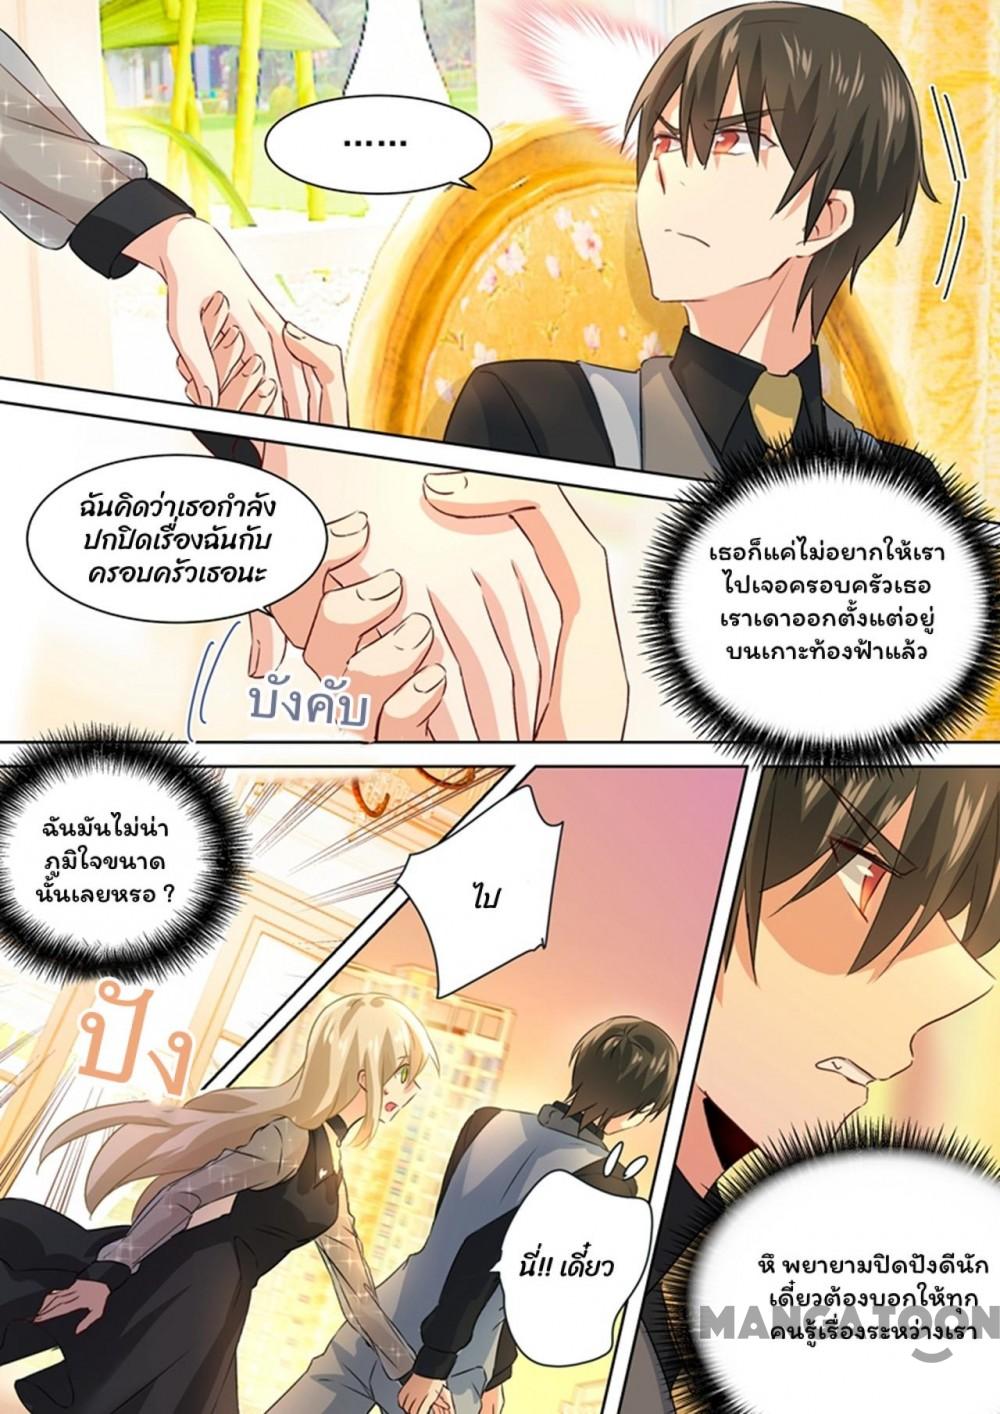 ……
ฉันคิดว่าเธอกำลัง
ปกปิดเรื่องฉันกับ
ครอบครัวเธอนะ
เธอก็แค่ไม่อยากให้เรา
ไปเจอครอบครัวเธอ
เราเดาออกตั้งแต่อยู่
บนเกาะท้องฟ้าแล้ว
บังคับ
ฉันมันไม่น่า
ภูมิใจขนาด
นั้นเลยหรอ ?
ไป
ปัง
นี่!! เดี๋ยว
หึ พยายามปิดปังดีนัก
เดี๋ยวต้องบอกให้ทุก
คนรู้เรื่องระหว่างเรา
MANGATOON